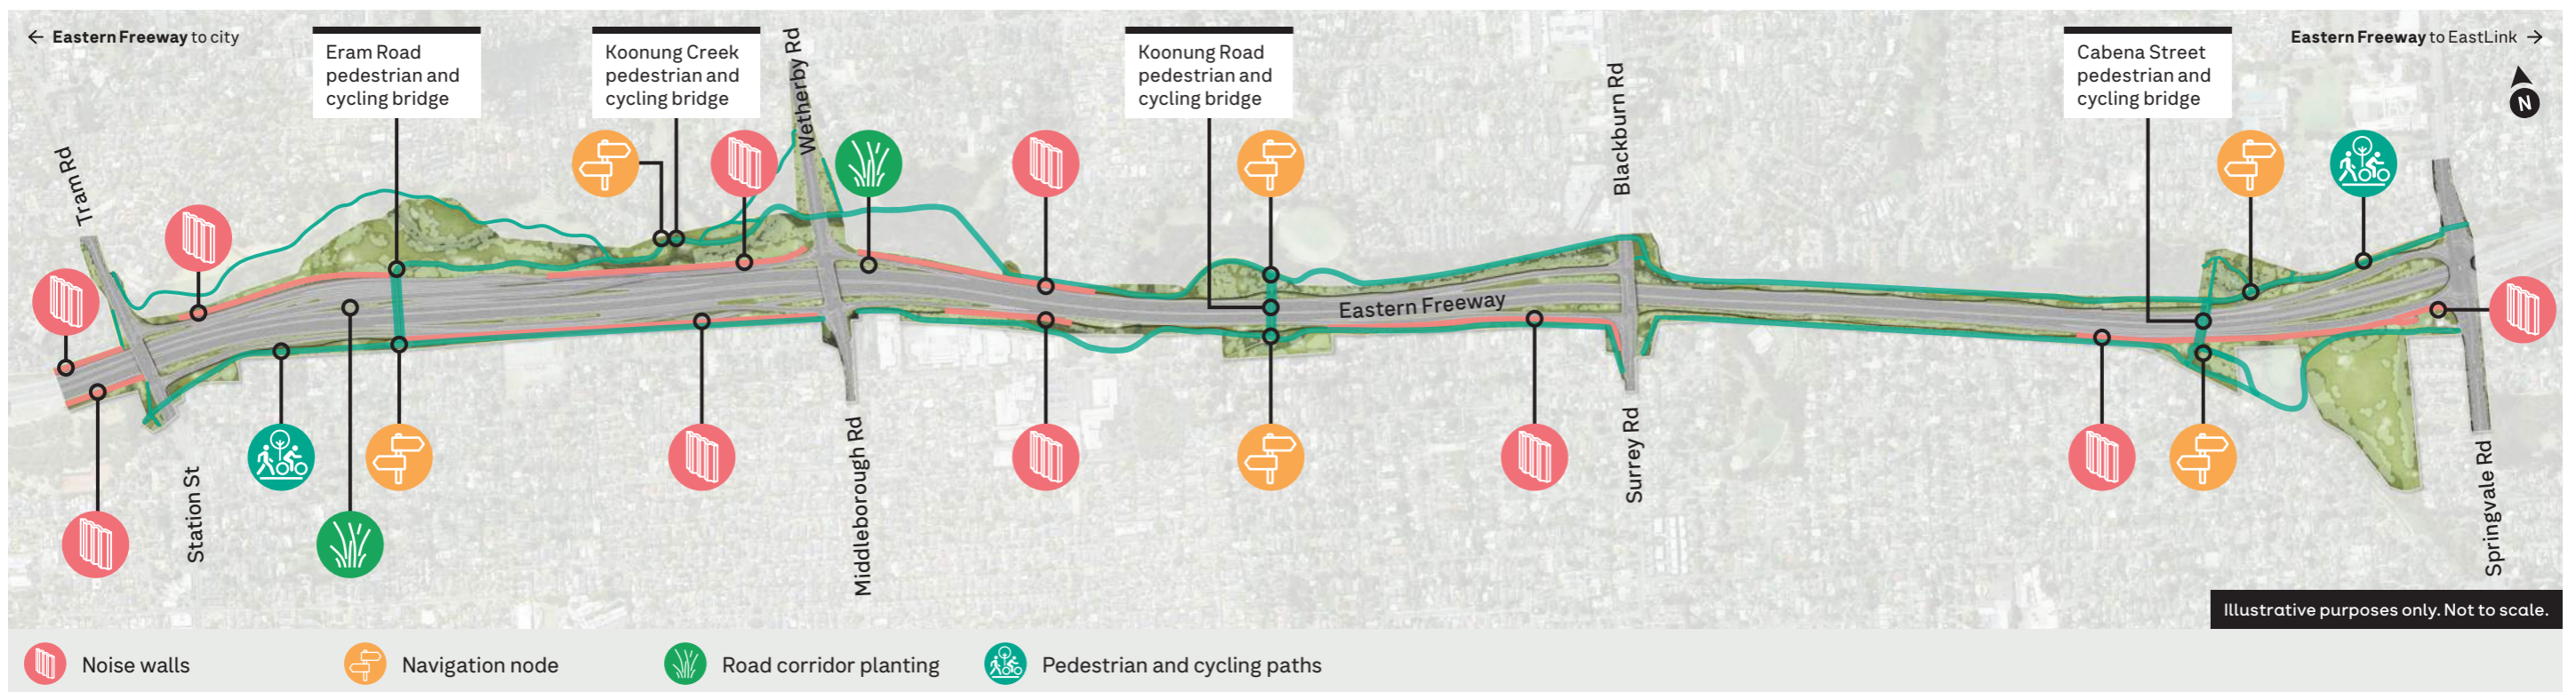 ← Eastern Freeway to city
Eastern Freeway to EastLink →
Eram Road
pedestrian and
cycling bridge
Koonung Creek
pedestrian and
cycling bridge
Koonung Road
pedestrian and
cycling bridge
Cabena Street
pedestrian and
cycling bridge
N
Tram Rd
Wetherby Rd
Blackburn Rd
Eastern Freeway
Station St
Middleborough Rd
Surrey Rd
Springvale Rd
Illustrative purposes only. Not to scale.
Noise walls
Navigation node
Road corridor planting
Pedestrian and cycling paths